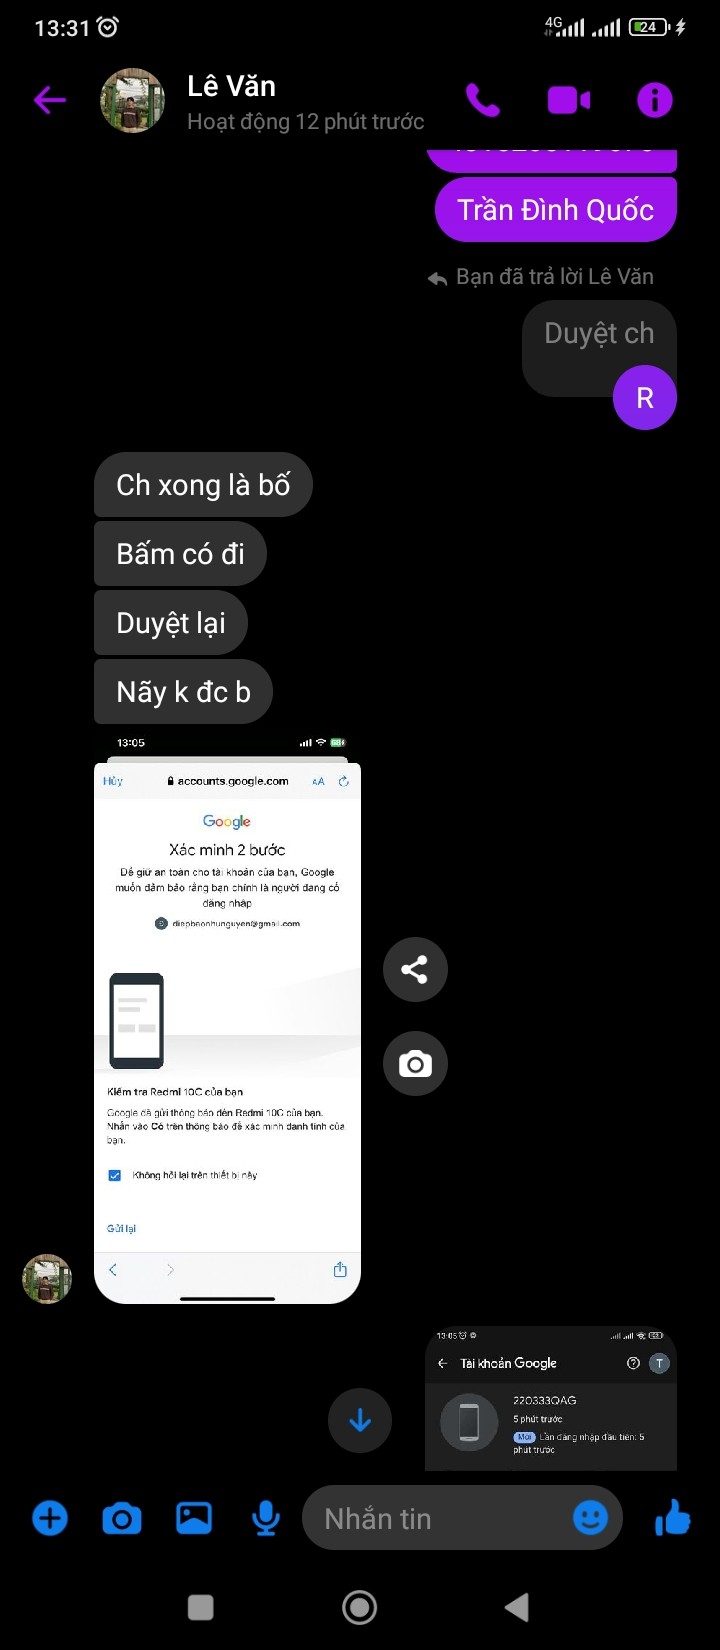 13:31
4G
24
Lê Văn
Hoạt động 12 phút trước
Trần Đình Quốc
Bạn đã trả lời Lê Văn
Duyệt ch
R
Ch xong là bố
Bấm có đi
Duyệt lại
Nãy k đc b
13:05
Hủy
accounts.google.com
AA
Google
Xác minh 2 bước
Để giữ an toàn cho tài khoản của bạn, Google
muốn đảm bảo rằng bạn chính là người đang cố
đăng nhập
diepbaonhunguyen@gmail.com
Kiểm tra Redmi 10C của bạn
Google đã gửi thông báo đến Redmi 10C của bạn.
Nhấn vào Có trên thông báo để xác minh danh tính của
bạn.
Không hỏi lại trên thiết bị này
Gửi lại
13:05
Tài khoản Google
T
220333QAG
5 phút trước
Mới Lần đăng nhập đầu tiên: 5
phút trước
Nhắn tin